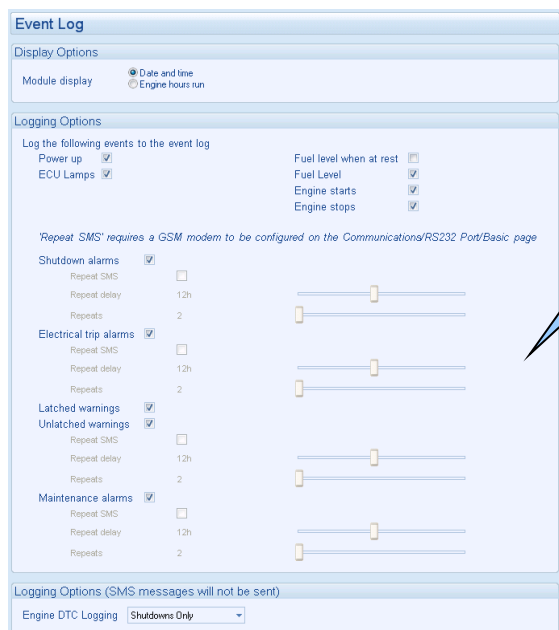 Event Log
Display Options
Module display
Date and time
Engine hours run
Logging Options
Log the following events to the event log
Power up
Fuel level when at rest
ECU Lamps
Fuel Level
Engine starts
Engine stops
'Repeat SMS' requires a GSM modem to be configured on the Communications/RS232 Port/Basic page
Shutdown alarms
Repeat SMS
Repeat delay 12h
Repeats 2
Electrical trip alarms
Repeat SMS
Repeat delay 12h
Repeats 2
Latched warnings
Unlatched warnings
Repeat SMS
Repeat delay 12h
Repeats 2
Maintenance alarms
Repeat SMS
Repeat delay 12h
Repeats 2
Logging Options (SMS messages will not be sent)
Engine DTC Logging Shutdowns Only